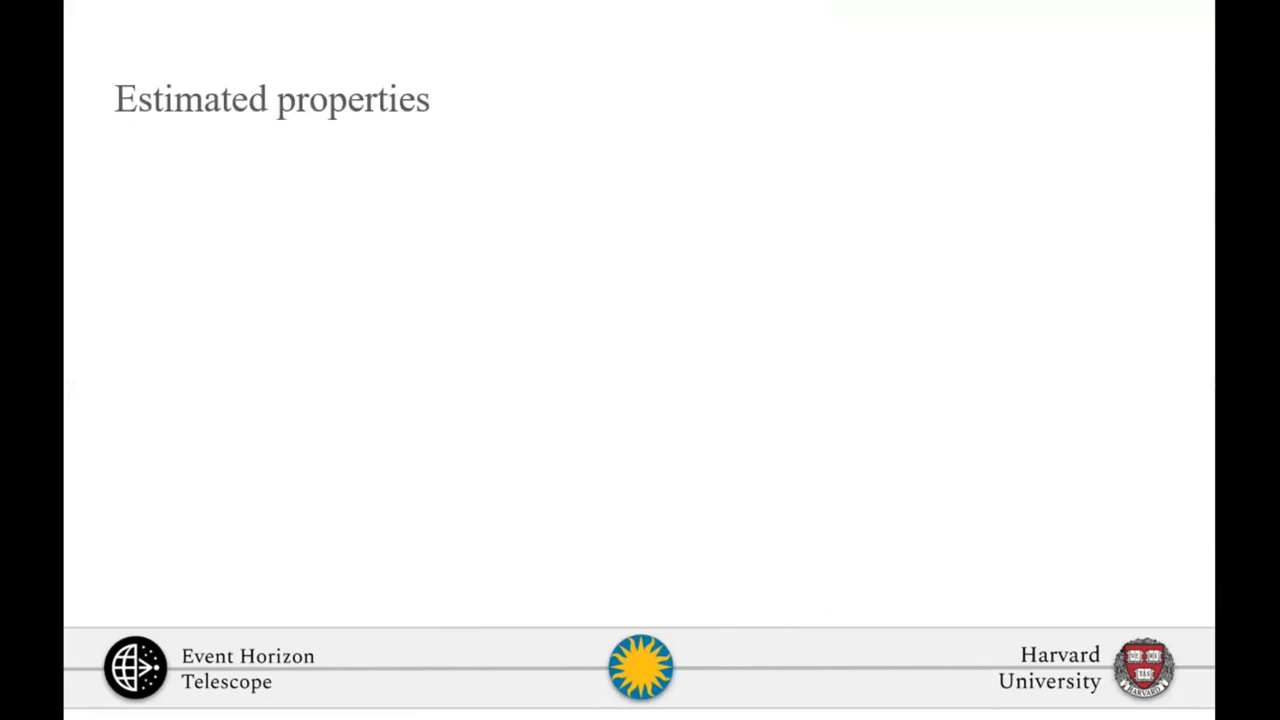 Estimated properties
Event Horizon
Telescope
Harvard
University